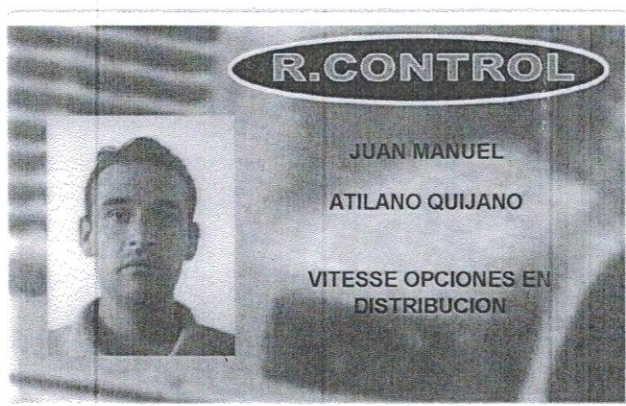 R.CONTROL
JUAN MANUEL
ATILANO QUIJANO
VITESSE OPCIONES EN
DISTRIBUCION